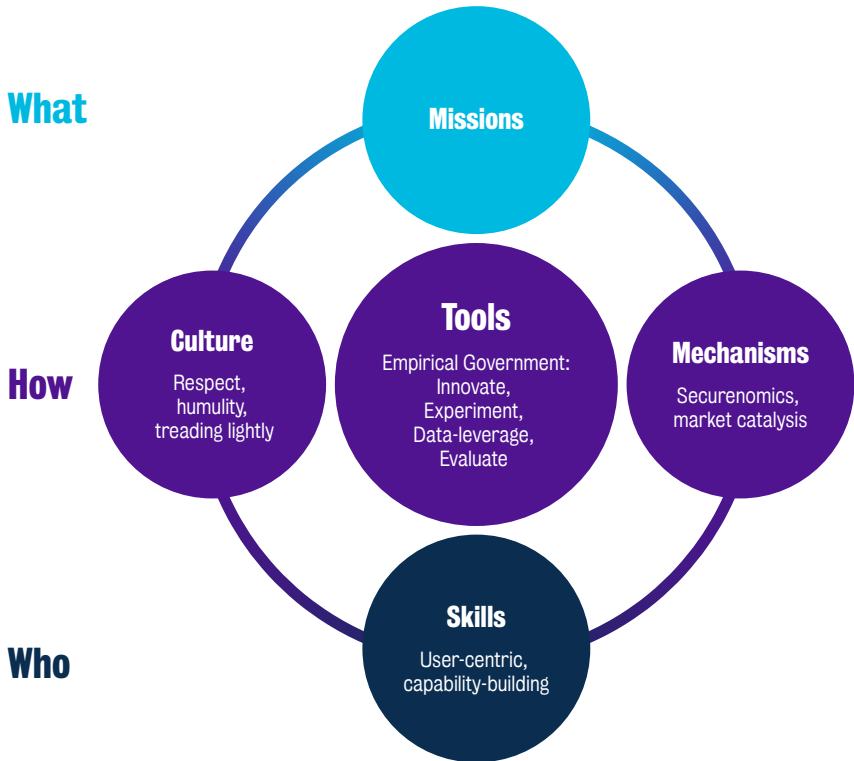 What
Missions
How
Culture
Respect,
humulity,
treading lightly
Tools
Empirical Government:
Innovate,
Experiment,
Data-leverage,
Evaluate
Mechanisms
Securenomics,
market catalysis
Who
Skills
User-centric,
capability-building